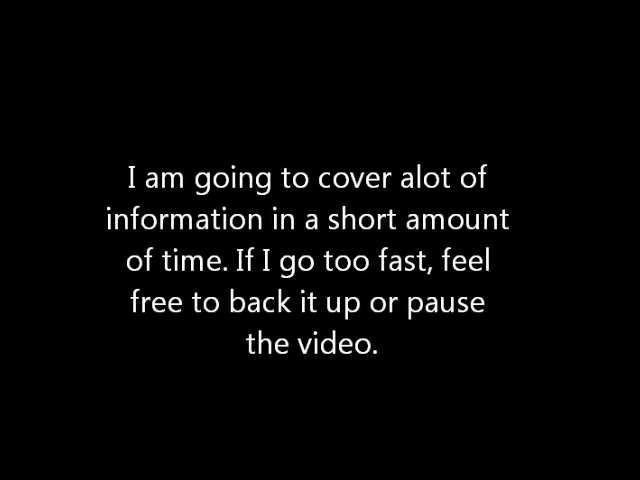 I am going to cover alot of
information in a short amount
of time. If I go too fast, feel
free to back it up or pause
the video.